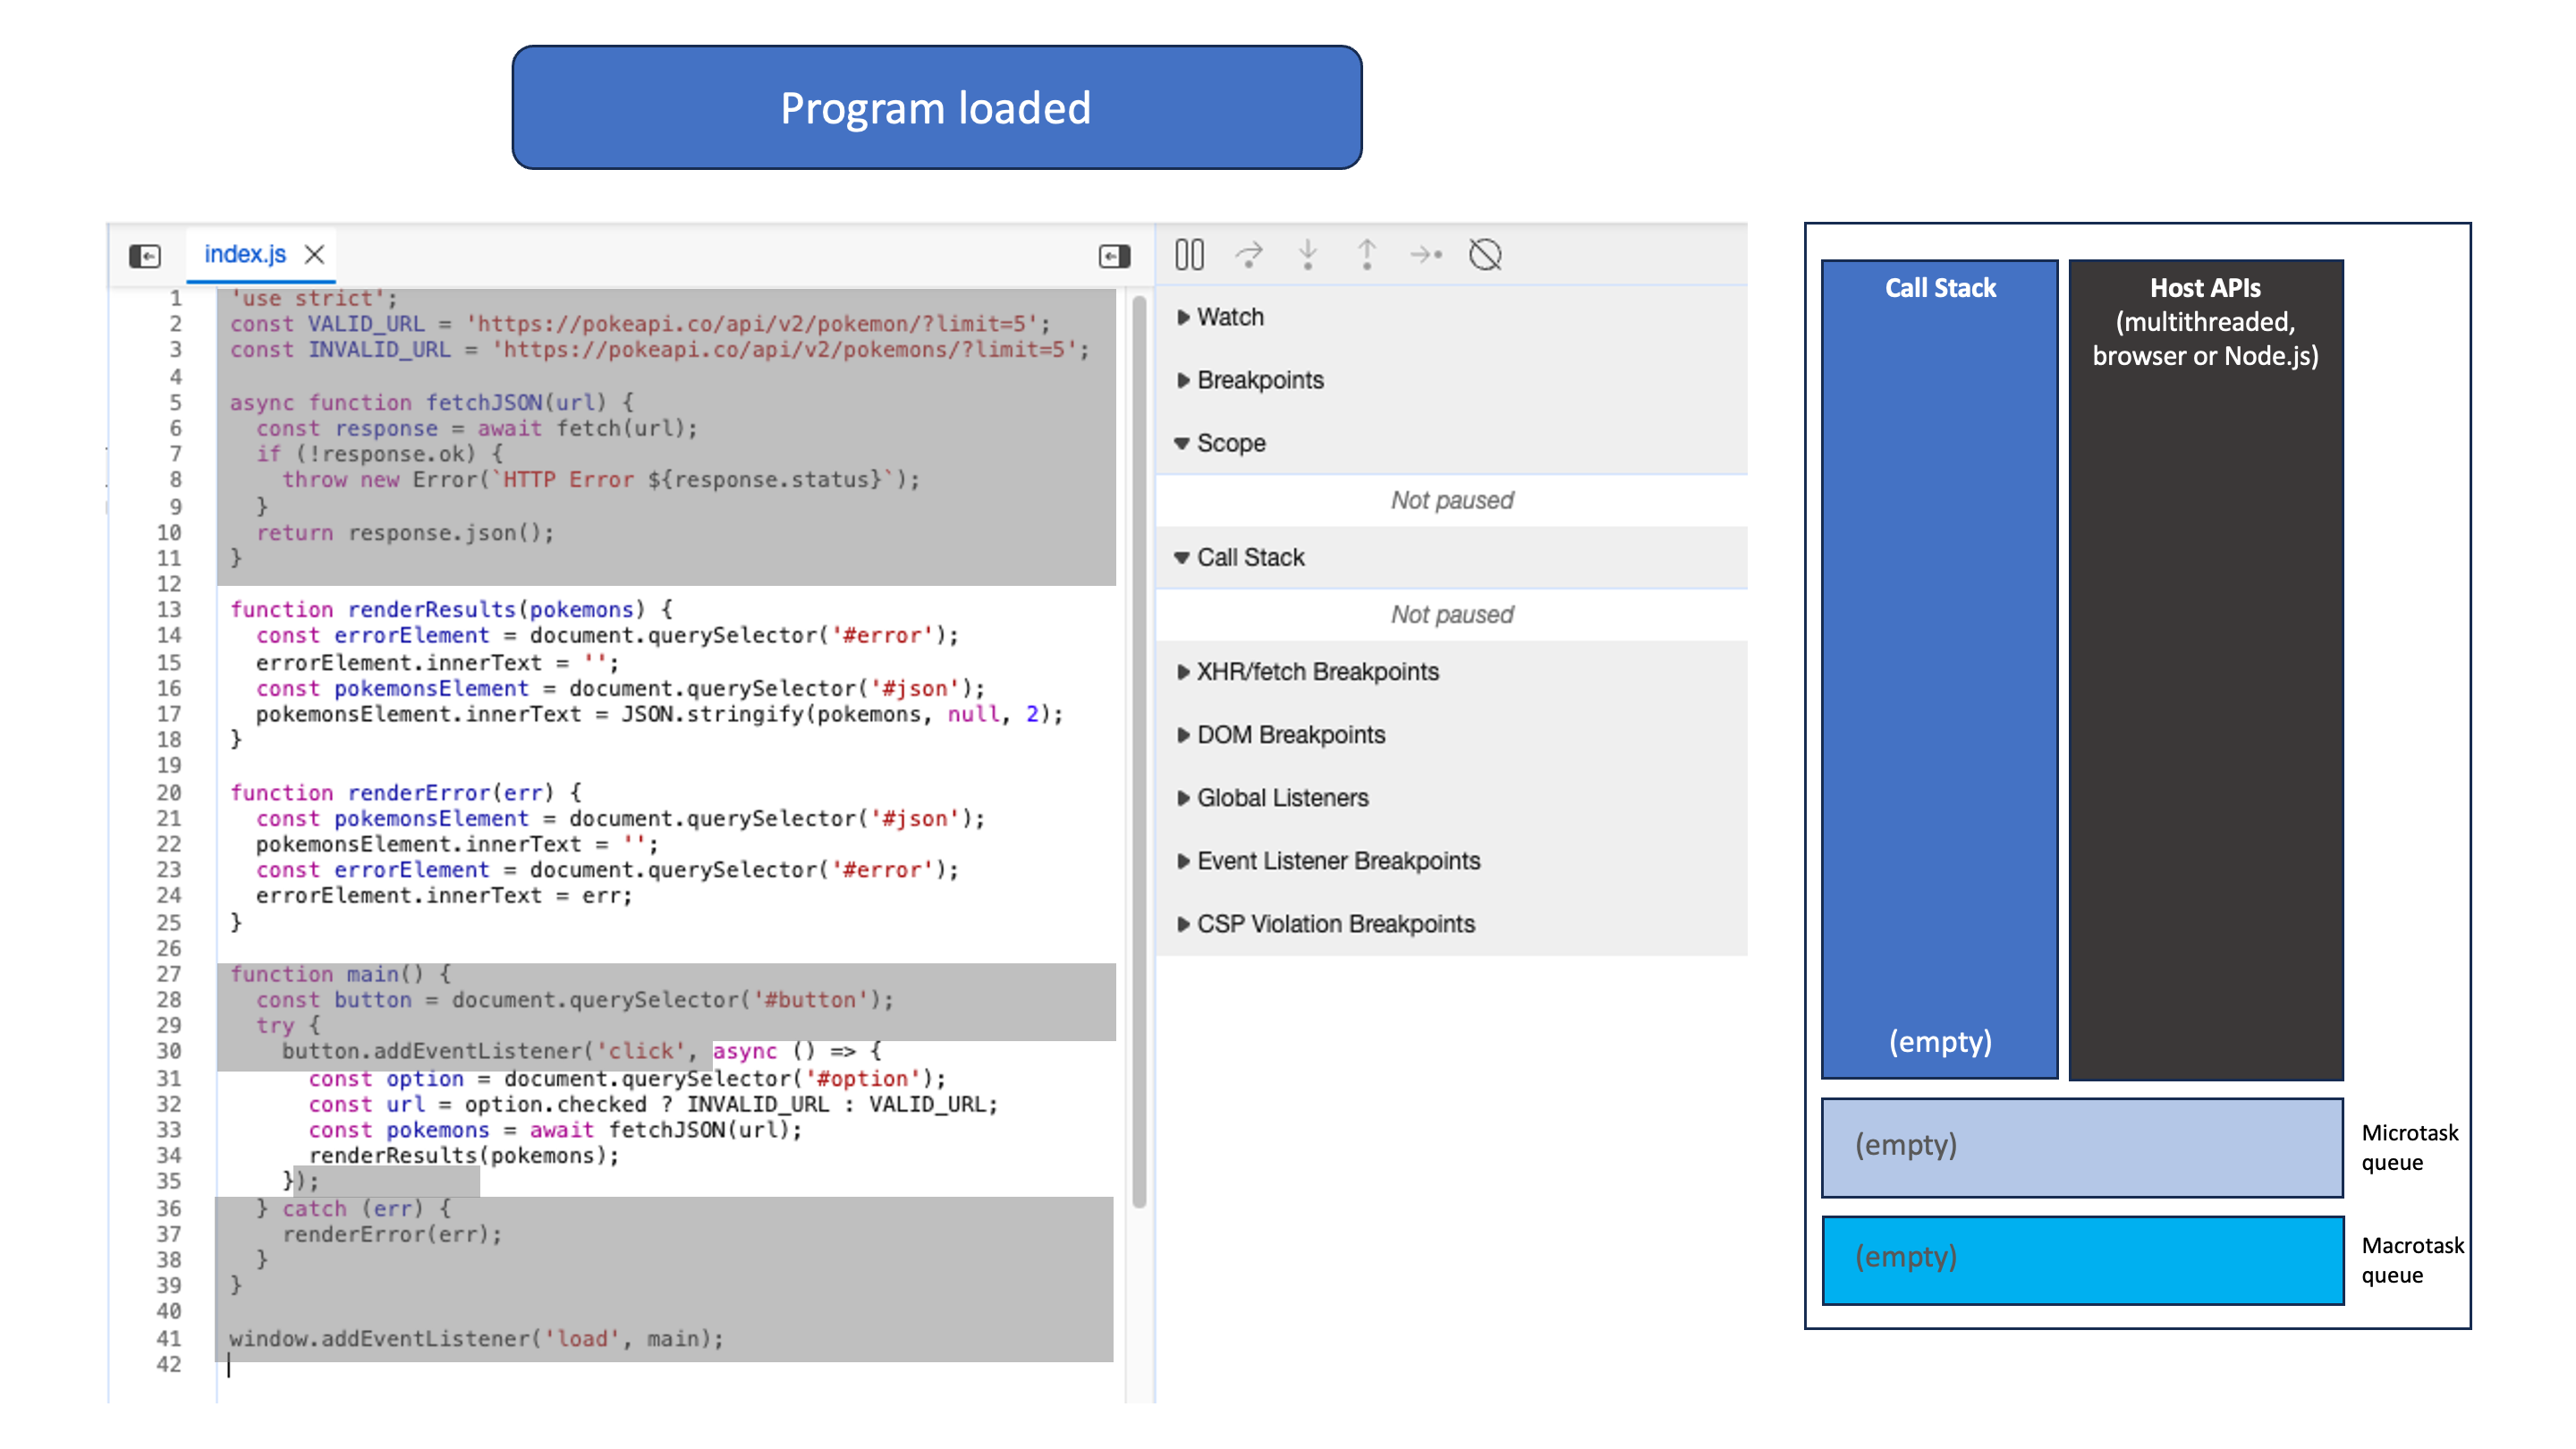 Program loaded
index.js
1 'use strict';
2 const VALID_URL = 'https://pokeapi.co/api/v2/pokemon/?limit=5';
3 const INVALID_URL = 'https://pokeapi.co/api/v2/pokemons/?limit=5';
4
5 async function fetchJSON(url) {
6   const response = await fetch(url);
7   if (!response.ok) {
8     throw new Error(`HTTP Error ${response.status}`);
9   }
10   return response.json();
11 }
12
13 function renderResults(pokemons) {
14   const errorElement = document.querySelector('#error');
15   errorElement.innerText = '';
16   const pokemonsElement = document.querySelector('#json');
17   pokemonsElement.innerText = JSON.stringify(pokemons, null, 2);
18 }
19
20 function renderError(err) {
21   const pokemonsElement = document.querySelector('#json');
22   pokemonsElement.innerText = '';
23   const errorElement = document.querySelector('#error');
24   errorElement.innerText = err;
25 }
26
27 function main() {
28   const button = document.querySelector('#button');
29   try {
30     button.addEventListener('click', async () => {
31       const option = document.querySelector('#option');
32       const url = option.checked ? INVALID_URL : VALID_URL;
33       const pokemons = await fetchJSON(url);
34       renderResults(pokemons);
35     });
36   } catch (err) {
37     renderError(err);
38   }
39 }
40
41 window.addEventListener('load', main);
42
Watch
Breakpoints
Scope
Not paused
Call Stack
Not paused
XHR/fetch Breakpoints
DOM Breakpoints
Global Listeners
Event Listener Breakpoints
CSP Violation Breakpoints
Call Stack
(empty)
Host APIs
(multithreaded,
browser or Node.js)
(empty)
Microtask
queue
(empty)
Macrotask
queue